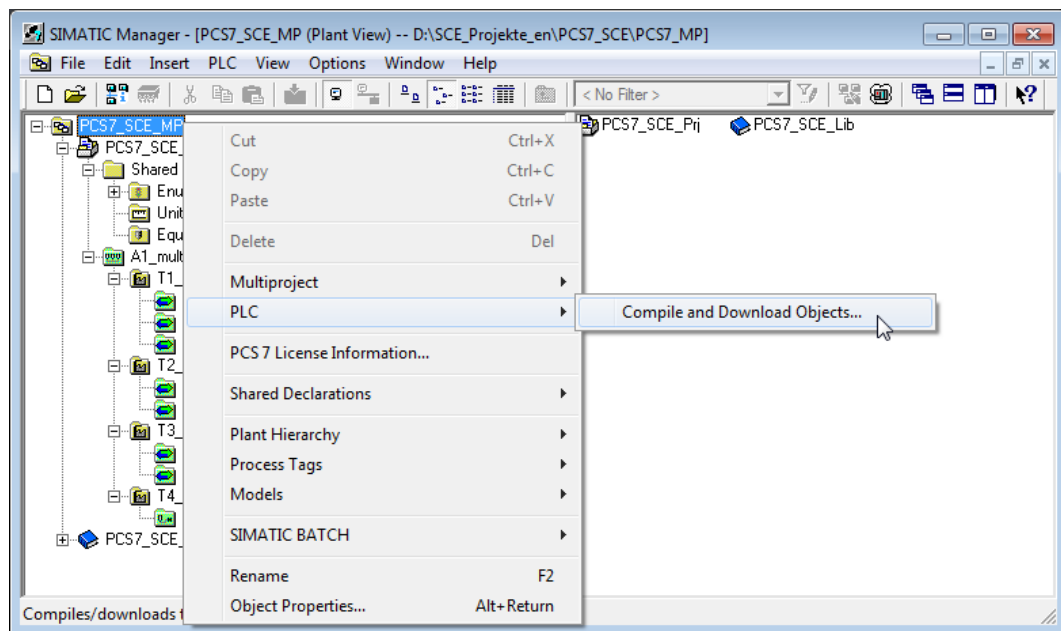 SIMATIC Manager - [PCS7_SCE_MP (Plant View) -- D:\SCE_Projekte_en\PCS7_SCE\PCS7_MP]
File Edit Insert PLC View Options Window Help
< No Filter >
PCS7_SCE_MP
PCS7_SCE_
Shared
Enu
Unit
Equ
A1_mult
T1_
T2_
T3_
T4_
PCS7_SCE_
PCS7_SCE_Prj PCS7_SCE_Lib
Cut Ctrl+X
Copy Ctrl+C
Paste Ctrl+V
Delete Del
Multiproject
PLC
Compile and Download Objects...
PCS 7 License Information...
Shared Declarations
Plant Hierarchy
Process Tags
Models
SIMATIC BATCH
Rename F2
Object Properties... Alt+Return
Compiles/downloads